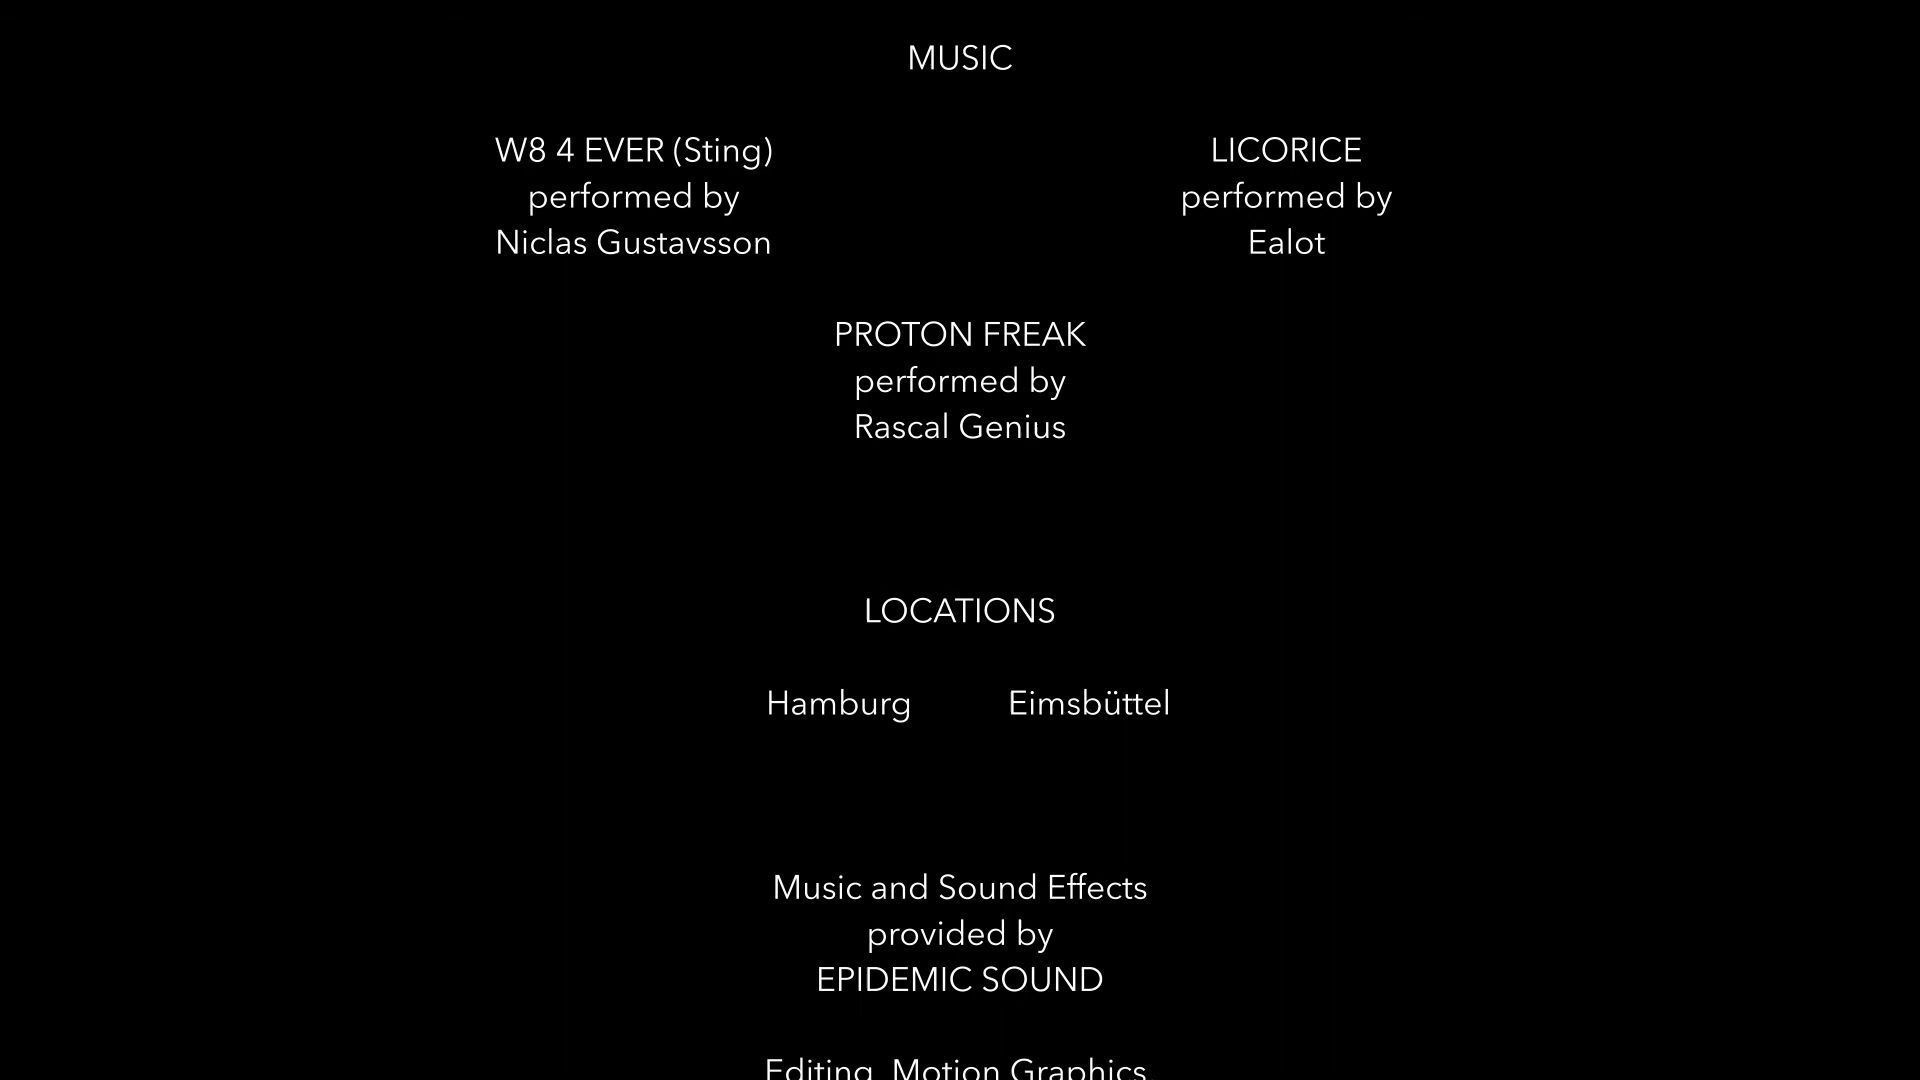 MUSIC
W8 4 EVER (Sting)
performed by
Niclas Gustavsson
LICORICE
performed by
Ealot
PROTON FREAK
performed by
Rascal Genius
LOCATIONS
Hamburg Eimsbüttel
Music and Sound Effects
provided by
EPIDEMIC SOUND
Editing, Motion Graphics,